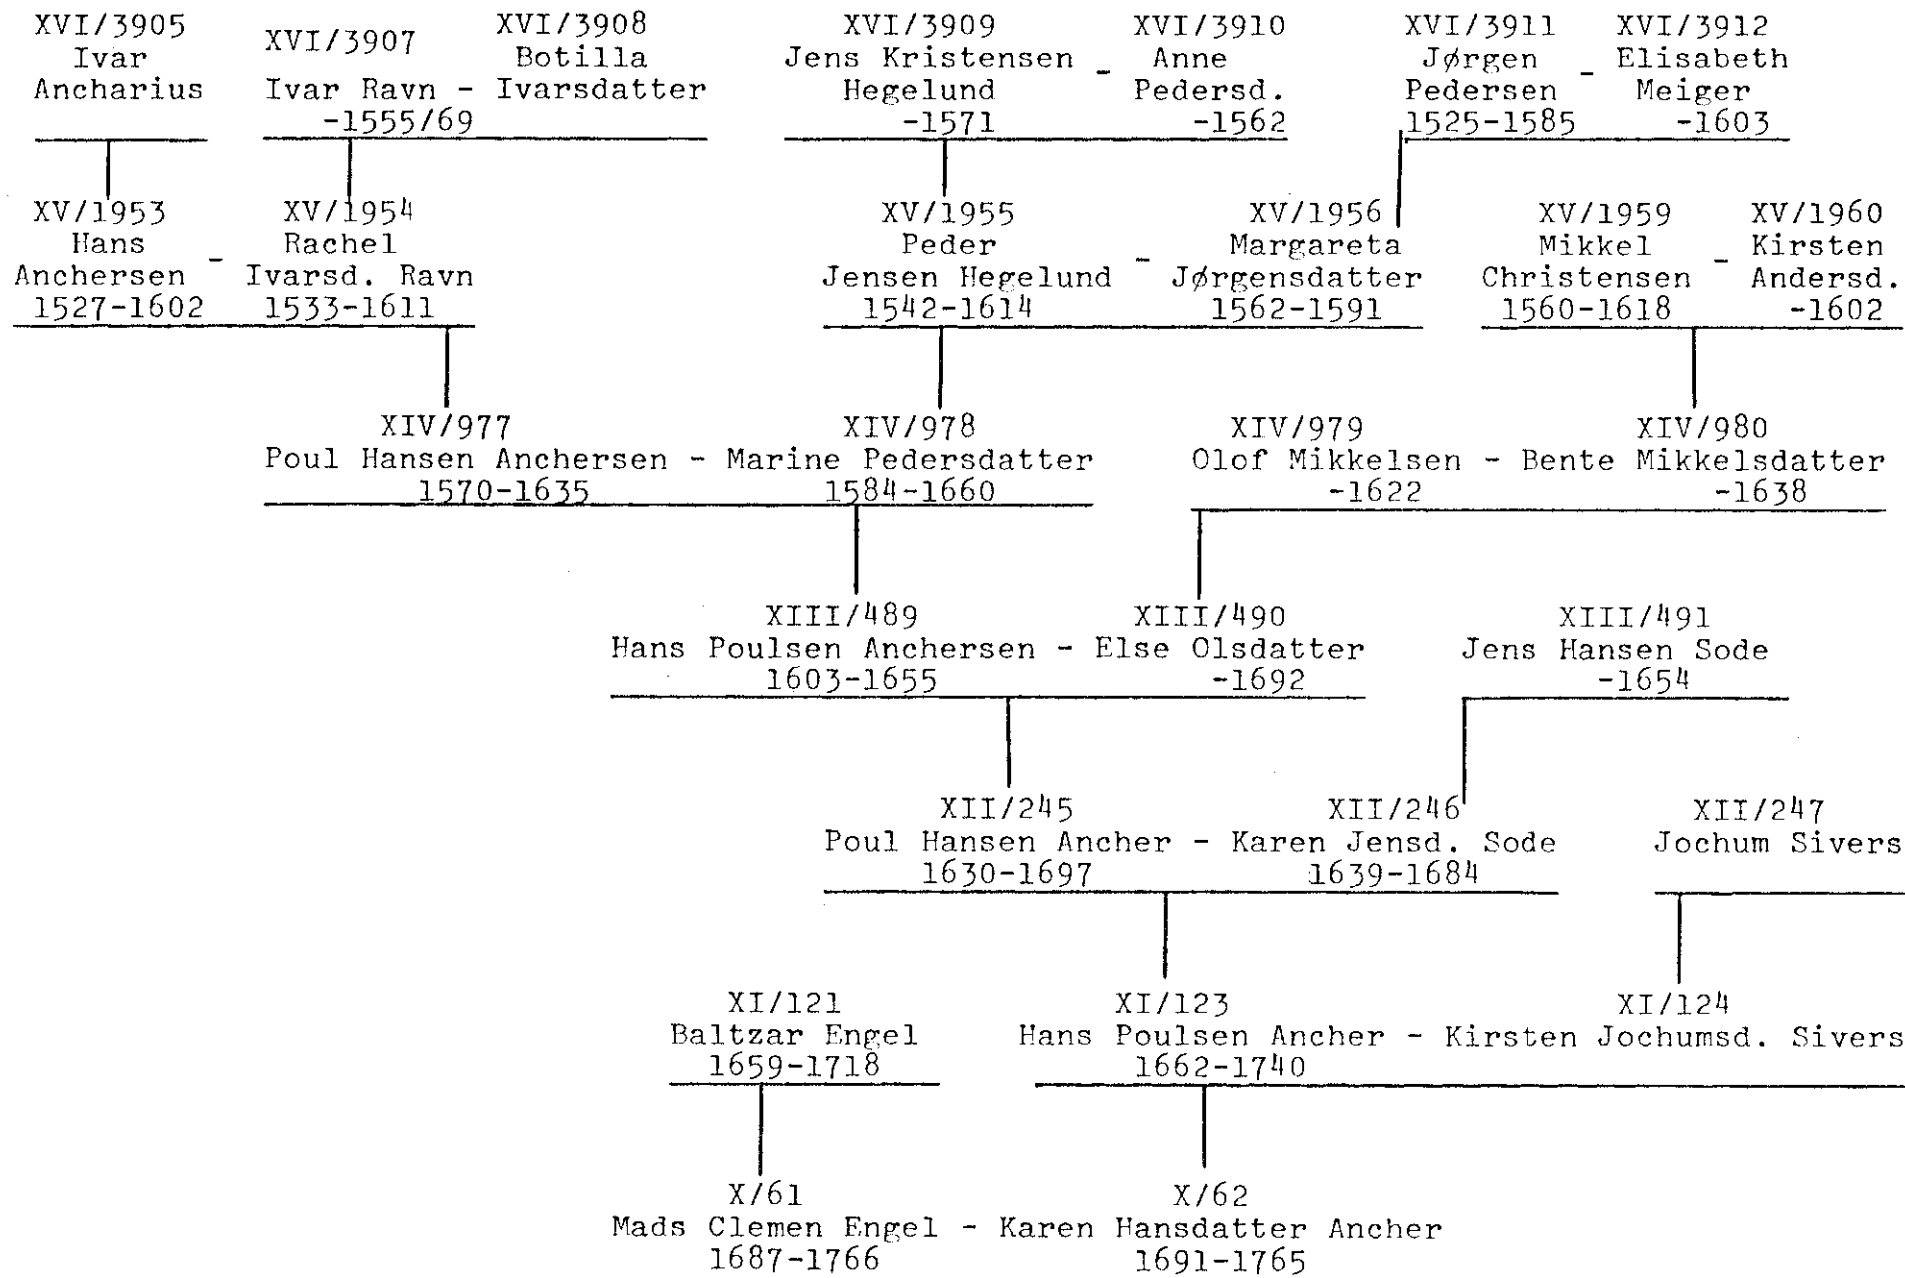 XVI/3905 XVI/3907 XVI/3908 XVI/3909 XVI/3910 XVI/3911 XVI/3912
Ivar Botilla Jens Kristensen - Anne Jørgen - Elisabeth
Ancharius Ivar Ravn - Ivarsdatter Hegelund Pedersd. Pedersen Meiger
-1555/69 -1571 -1562 1525-1585 -1603
XV/1953 XV/1954 XV/1955 XV/1956 XV/1959 XV/1960
Hans Rachel Peder Margareta Mikkel Kirsten
Anchersen - Ivarsd. Ravn Jensen Hegelund - Jørgensdatter Christensen - Andersd.
1527-1602 1533-1611 1542-1614 1562-1591 1560-1618 -1602
XIV/977 XIV/978 XIV/979 XIV/980
Poul Hansen Anchersen - Marine Pedersdatter Olof Mikkelsen - Bente Mikkelsdatter
1570-1635 1584-1660 -1622 -1638
XIII/489 XIII/490 XIII/491
Hans Poulsen Anchersen - Else Olsdatter Jens Hansen Sode
1603-1655 -1692 -1654
XII/245 XII/246 XII/247
Poul Hansen Ancher - Karen Jensd. Sode Jochum Sivers
1630-1697 1639-1684
XI/121 XI/123 XI/124
Baltzar Engel Hans Poulsen Ancher - Kirsten Jochumsd. Sivers
1659-1718 1662-1740
X/61 X/62
Mads Clemen Engel - Karen Hansdatter Ancher
1687-1766 1691-1765